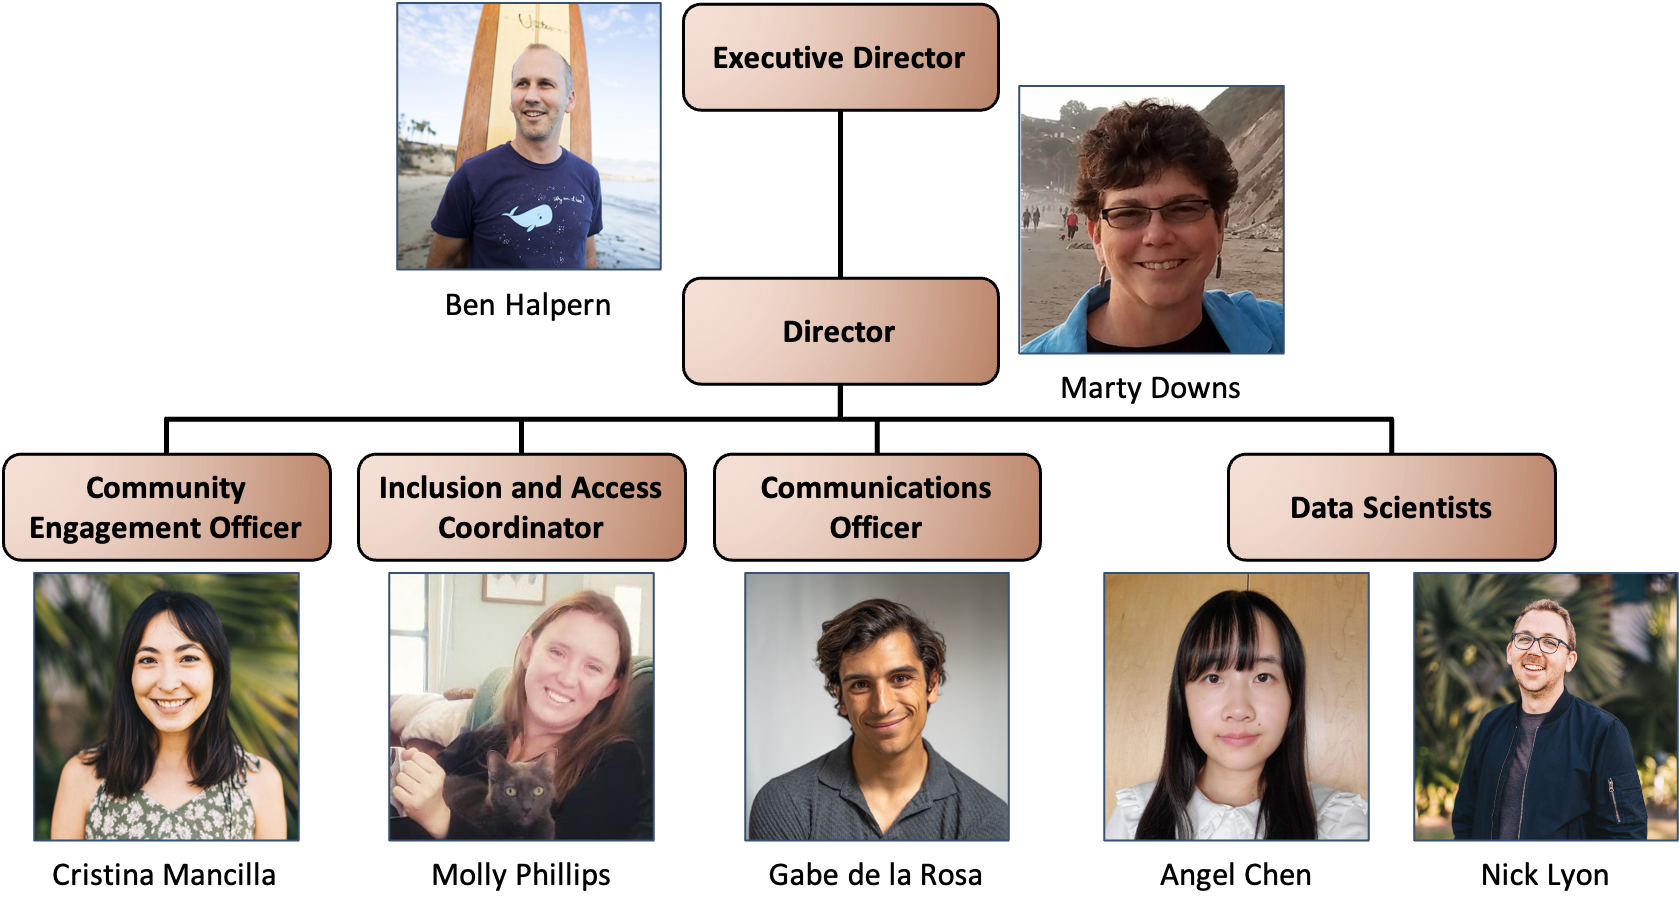 Executive Director
Ben Halpern
Director
Marty Downs
Community
Engagement Officer
Inclusion and Access
Coordinator
Communications
Officer
Data Scientists
Cristina Mancilla
Molly Phillips
Gabe de la Rosa
Angel Chen
Nick Lyon